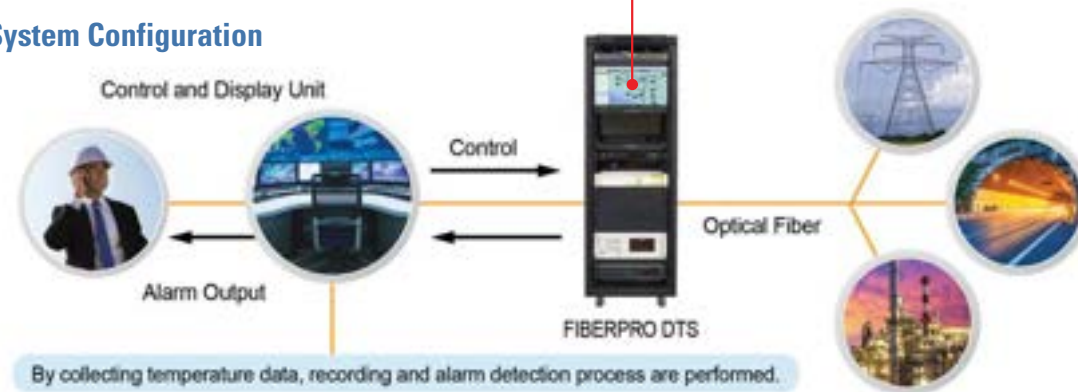 System Configuration
Control and Display Unit
Control
Optical Fiber
Alarm Output
FIBERPRO DTS
By collecting temperature data, recording and alarm detection process are performed.